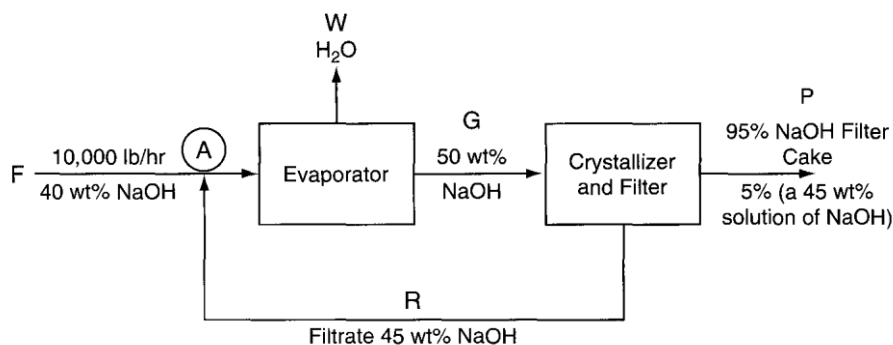 W
H₂O
P
G
95% NaOH Filter
Cake
10,000 lb/hr
A
50 wt%
Crystallizer
and Filter
F
40 wt% NaOH
Evaporator
NaOH
5% (a 45 wt%
solution of NaOH)
R
Filtrate 45 wt% NaOH